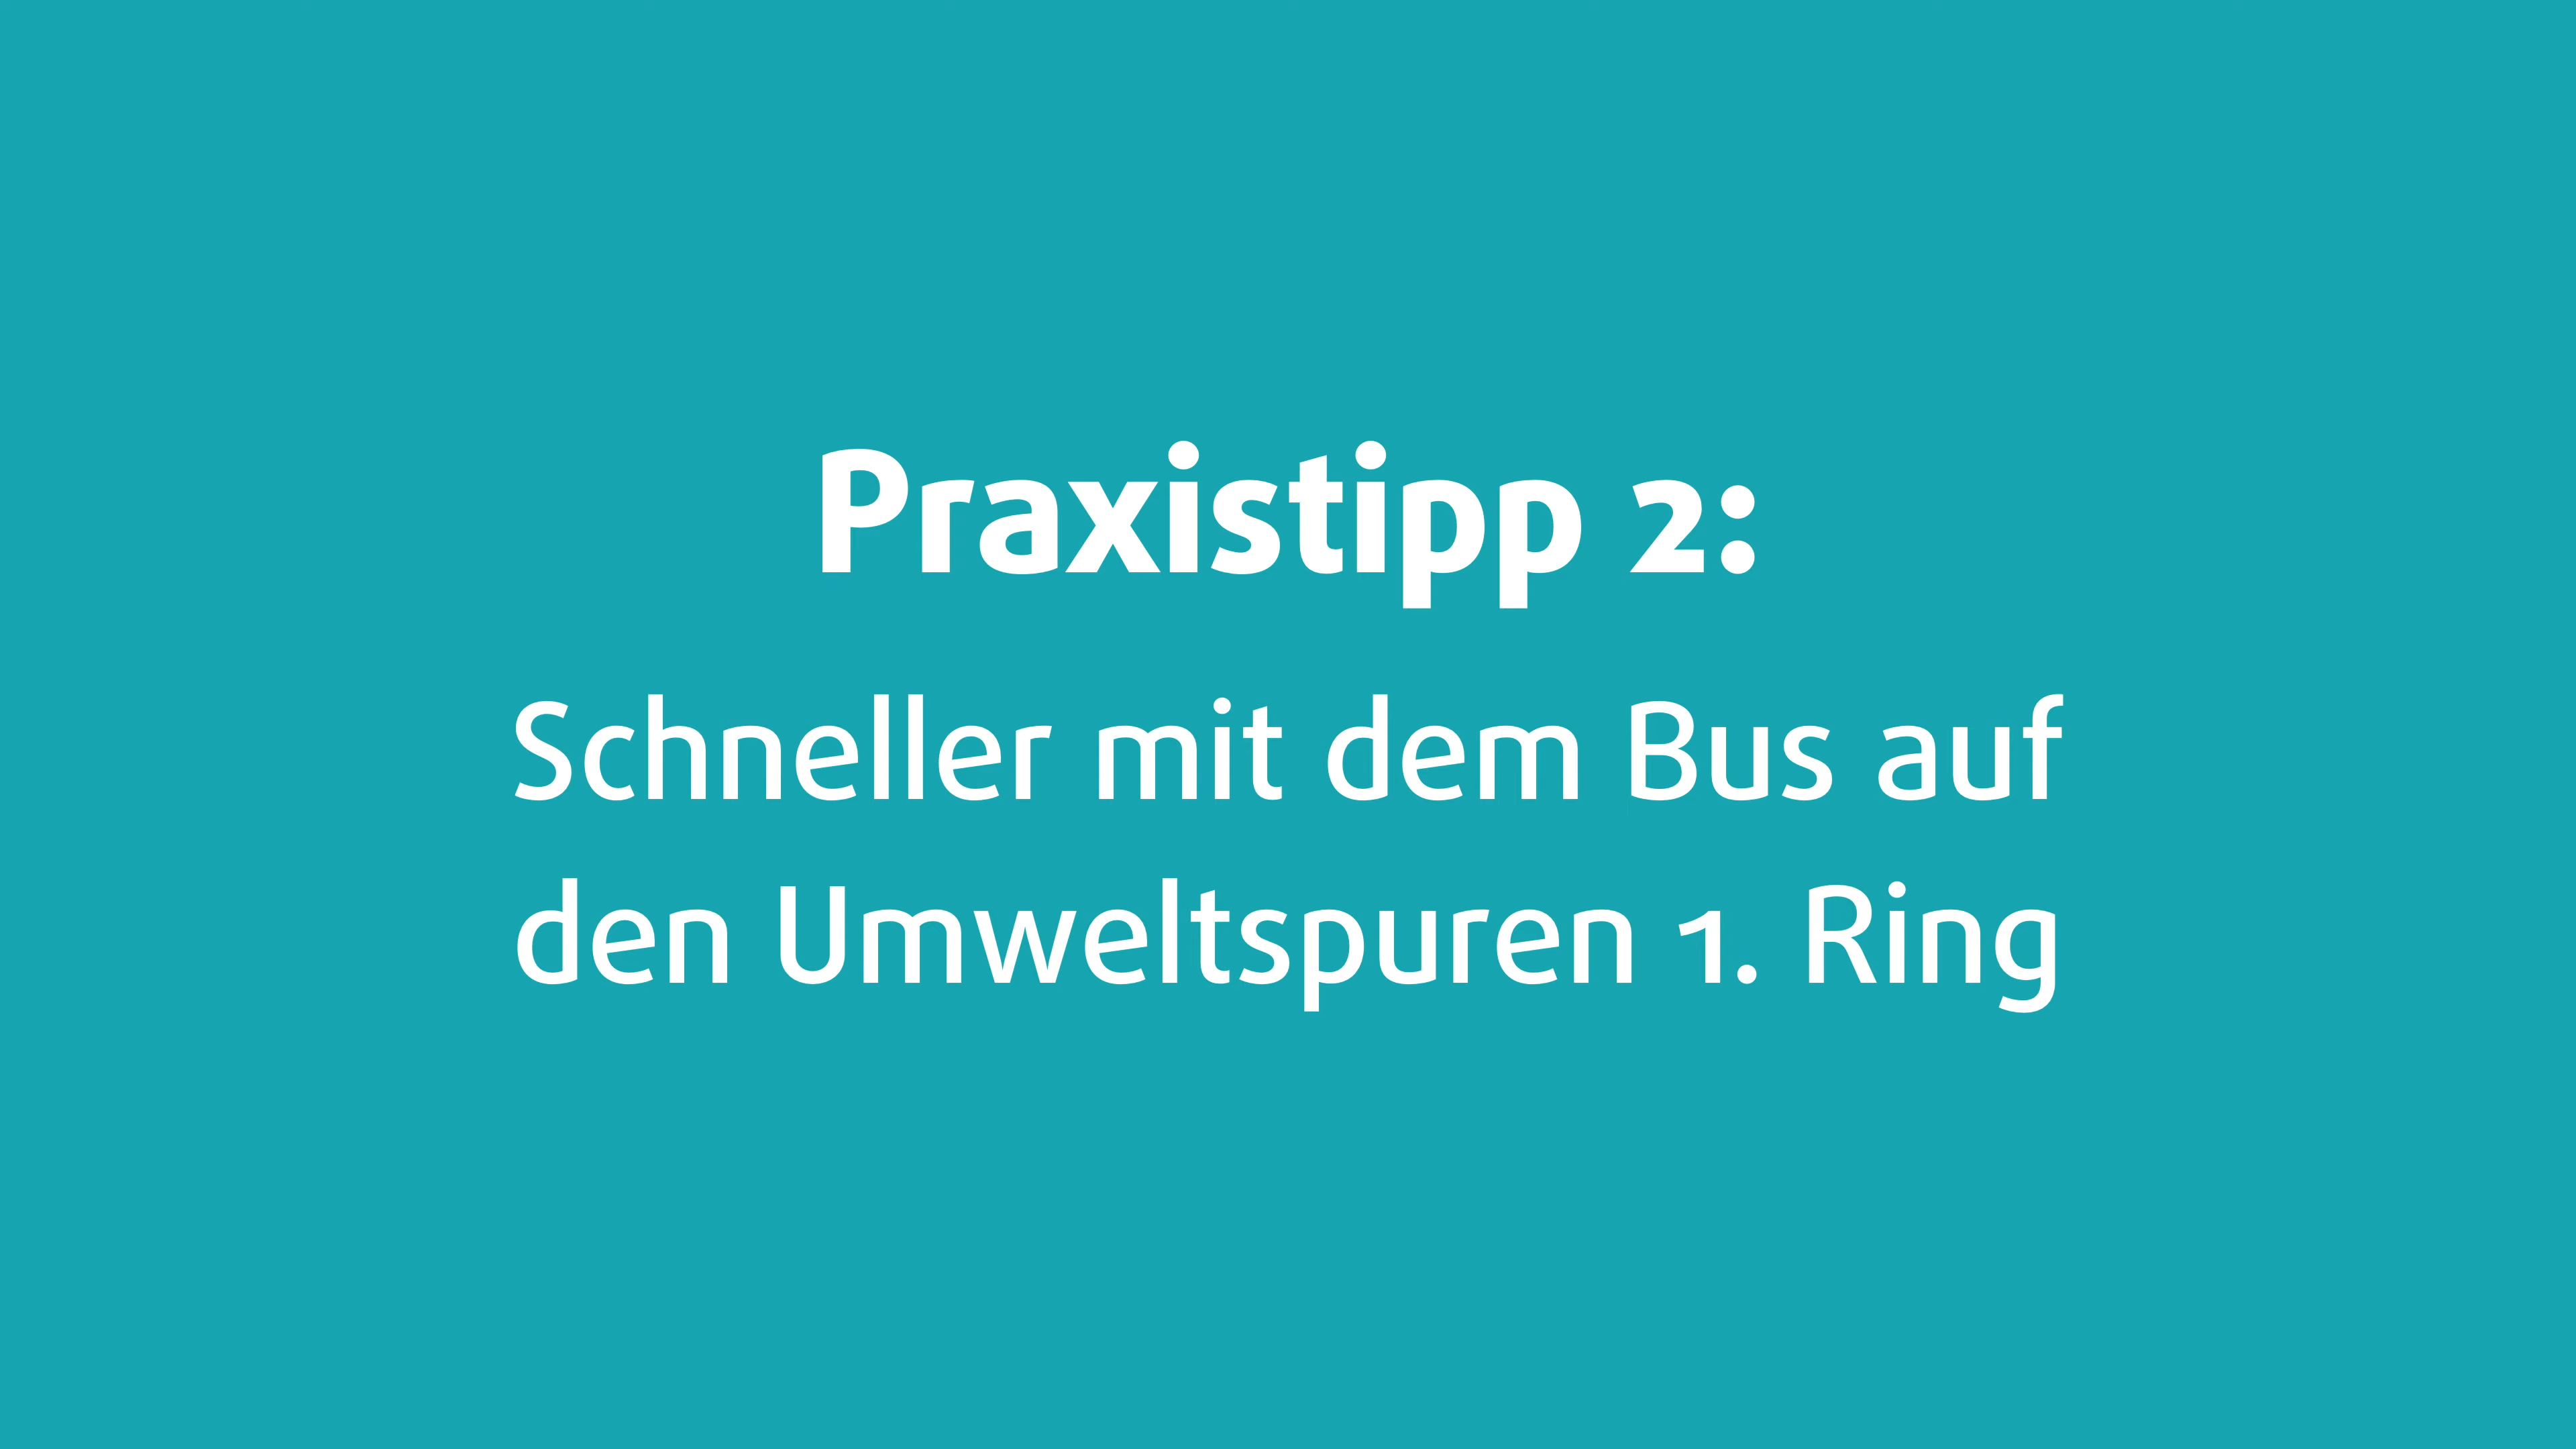 Praxistipp 2:
Schneller mit dem Bus auf
den Umweltspuren 1. Ring